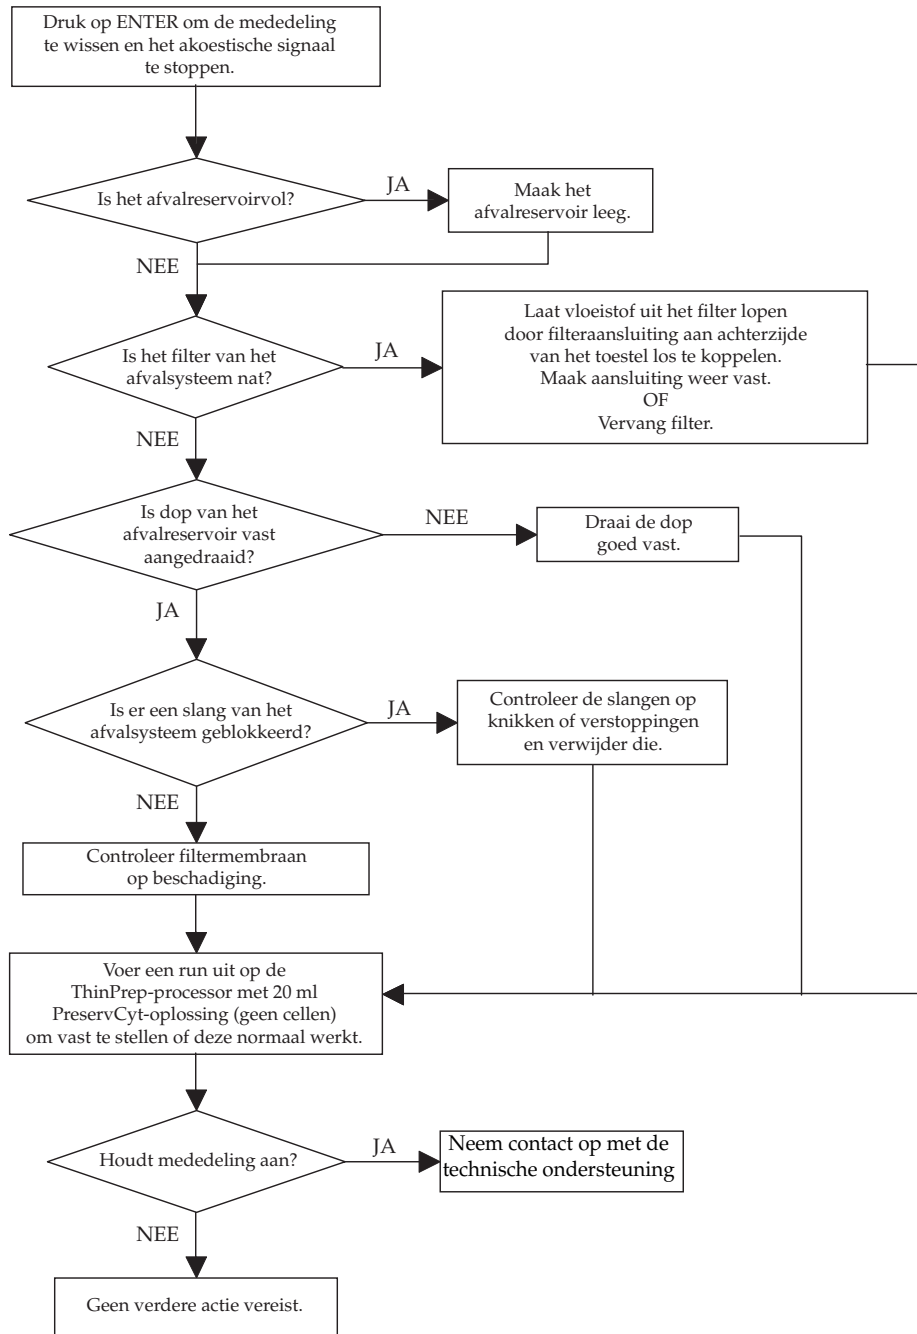 Druk op ENTER om de mededeling
te wissen en het akoestische signaal
te stoppen.
Is het afvalreservoirvol?
JA
Maak het
afvalreservoir leeg.
NEE
Is het filter van het
afvalsysteem nat?
JA
Laat vloeistof uit het filter lopen
door filteraansluiting aan achterzijde
van het toestel los te koppelen.
Maak aansluiting weer vast.
OF
Vervang filter.
NEE
Is dop van het
afvalreservoir vast
aangedraaid?
NEE
Draai de dop
goed vast.
JA
Is er een slang van het
afvalsysteem geblokkeerd?
JA
Controleer de slangen op
knikken of verstoppingen
en verwijder die.
NEE
Controleer filtermembraan
op beschadiging.
Voer een run uit op de
ThinPrep-processor met 20 ml
PreservCyt-oplossing (geen cellen)
om vast te stellen of deze normaal werkt.
Houdt mededeling aan?
JA
Neem contact op met de
technische ondersteuning
NEE
Geen verdere actie vereist.